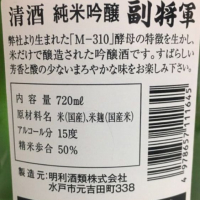 清酒 純米吟醸 副将軍
弊社より生まれた「M-310」酵母の特徴を生かし、
米だけで醸造された吟醸酒です。すばらしい
芳香と酸の少ないまろやかな味をお楽しみ下さい。
内容量 720ml
原材料名 米(国産)、米麹(国産米)
アルコール分 15度
精米歩合 50%
製造元:明利酒類株式会社
水戸市元吉田町338
4978657111645